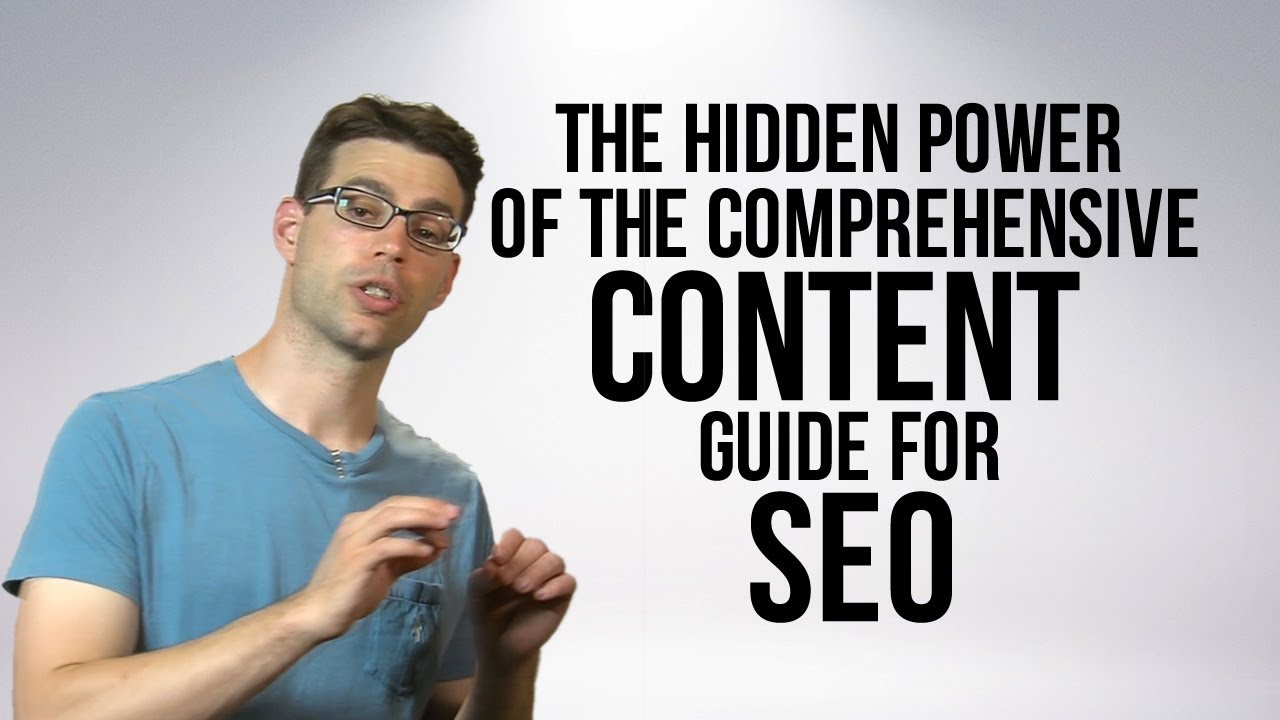 THE HIDDEN POWER
OF THE COMPREHENSIVE
CONTENT
GUIDE FOR
SEO